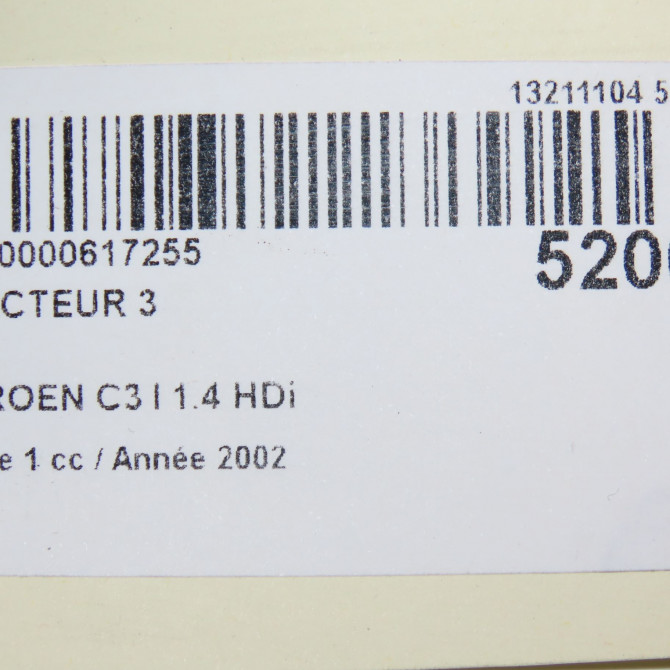 13211104 5
0000617255
520
CTEUR 3
ROEN C3 I 1.4 HDi
e 1 cc / Année 2002